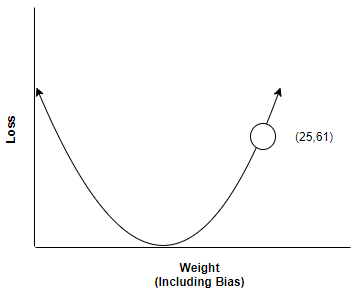 Loss
(25,61)
Weight
(Including Bias)